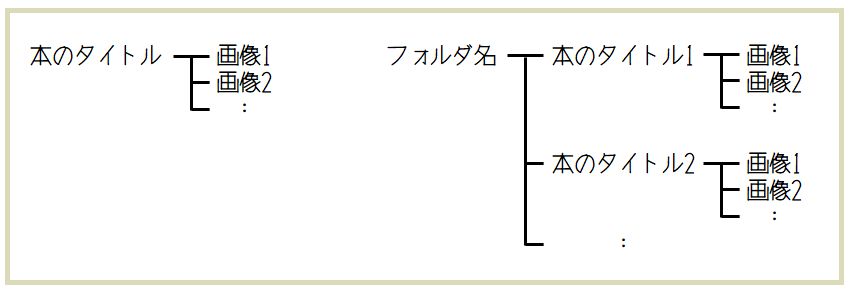 本のタイトル 画像1
画像2
:
フォルダ名 本のタイトル1 画像1
画像2
:
本のタイトル2 画像1
画像2
:
: